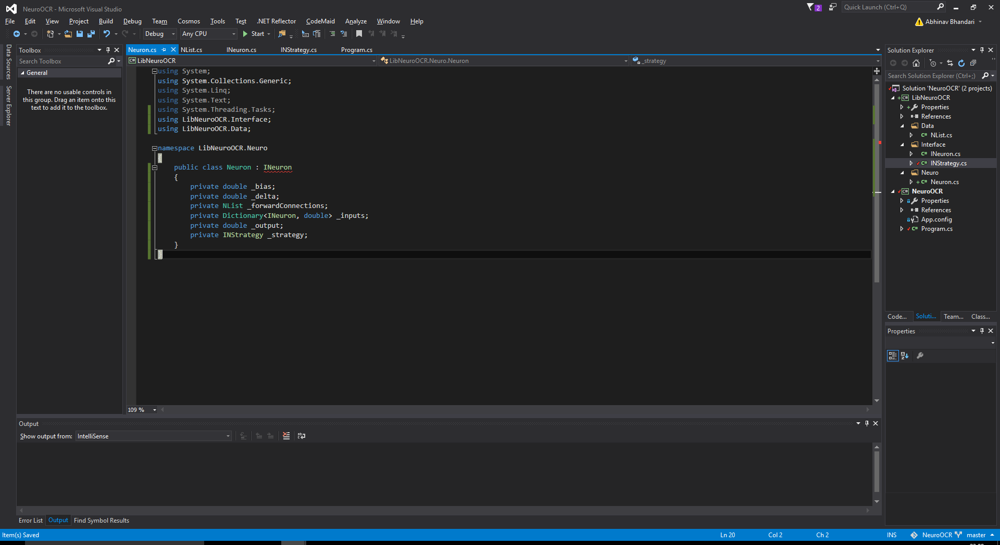 NeuroOCR - Microsoft Visual Studio
2
Quick Launch (Ctrl+Q)
File Edit View Project Build Debug Team Cosmos Tools Test .NET Reflector CodeMaid Analyze Window Help
Abhinav Bhandari
Debug Any CPU Start
Data Sources
Server Explorer
Toolbox
Search Toolbox
General
There are no usable controls in
this group. Drag an item onto this
text to add it to the toolbox.
Neuron.cs NList.cs INeuron.cs INStrategy.cs Program.cs
LibNeuroOCR LibNeuroOCR.Neuro.Neuron _strategy
using System;
using System.Collections.Generic;
using System.Linq;
using System.Text;
using System.Threading.Tasks;
using LibNeuroOCR.Interface;
using LibNeuroOCR.Data;
namespace LibNeuroOCR.Neuro
{
public class Neuron : INeuron
{
private double _bias;
private double _delta;
private NList _forwardConnections;
private Dictionary<INeuron, double> _inputs;
private double _output;
private INStrategy _strategy;
}
}
109 %
Solution Explorer
Search Solution Explorer (Ctrl+;)
Solution 'NeuroOCR' (2 projects)
LibNeuroOCR
Properties
References
Data
NList.cs
Interface
INeuron.cs
INStrategy.cs
Neuro
Neuron.cs
NeuroOCR
Properties
References
App.config
Program.cs
Code... Soluti... Team... Class...
Properties
Output
Show output from: IntelliSense
Error List Output Find Symbol Results
Item(s) Saved Ln 20 Col 2 Ch 2 INS NeuroOCR master